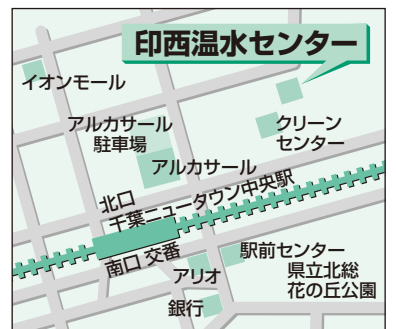 印西温水センター
イオンモール
アルカサール
駐車場
クリーン
センター
アルカサール
北口
千葉ニュータウン中央駅
南口 交番
駅前センター
アリオ
県立北総
花の丘公園
銀行